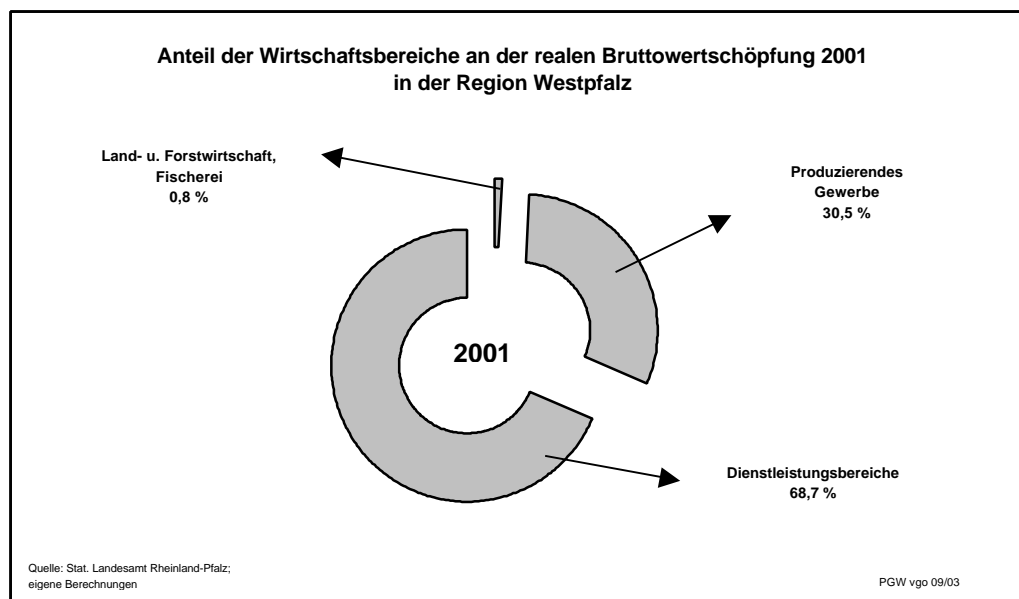 Anteil der Wirtschaftsbereiche an der realen Bruttowertschöpfung 2001
in der Region Westpfalz
Land- u. Forstwirtschaft,
Fischerei
0,8 %
Produzierendes
Gewerbe
30,5 %
2001
Dienstleistungsbereiche
68,7 %
Quelle: Stat. Landesamt Rheinland-Pfalz;
eigene Berechnungen
PGW vgo 09/03